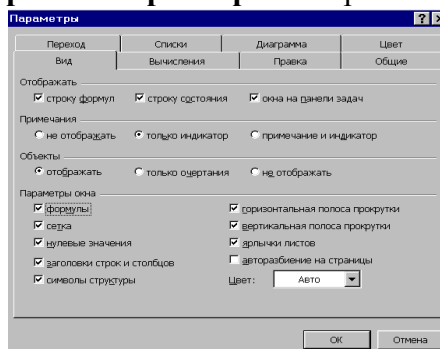 Параметры
Переход Списки Диаграмма Цвет
Вид Вычисления Правка Общие
Отображать
строку формул строку состояния окна на панели задач
Примечания
не отображать только индикатор примечание и индикатор
Объекты
отображать только очертания не отображать
Параметры окна
формулы горизонтальная полоса прокрутки
сетка вертикальная полоса прокрутки
нулевые значения ярлычки листов
заголовки строк и столбцов авторазбиение на страницы
символы структуры Цвет: Авто
ОК Отмена